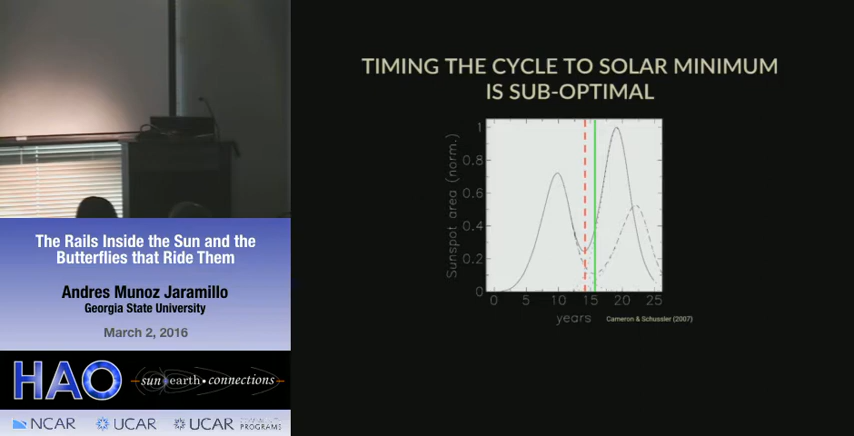 TIMING THE CYCLE TO SOLAR MINIMUM
IS SUB-OPTIMAL
Sunspot area (norm.)
1
0.8
0.6
0.4
0.2
0
0 5 10 15 20 25
years
Cameron & Schussler (2007)
The Rails Inside the Sun and the
Butterflies that Ride Them
Andres Munoz Jaramillo
Georgia State University
March 2, 2016
HAO
sun earth • connections
NCAR UCAR UCAR
PROGRAMS